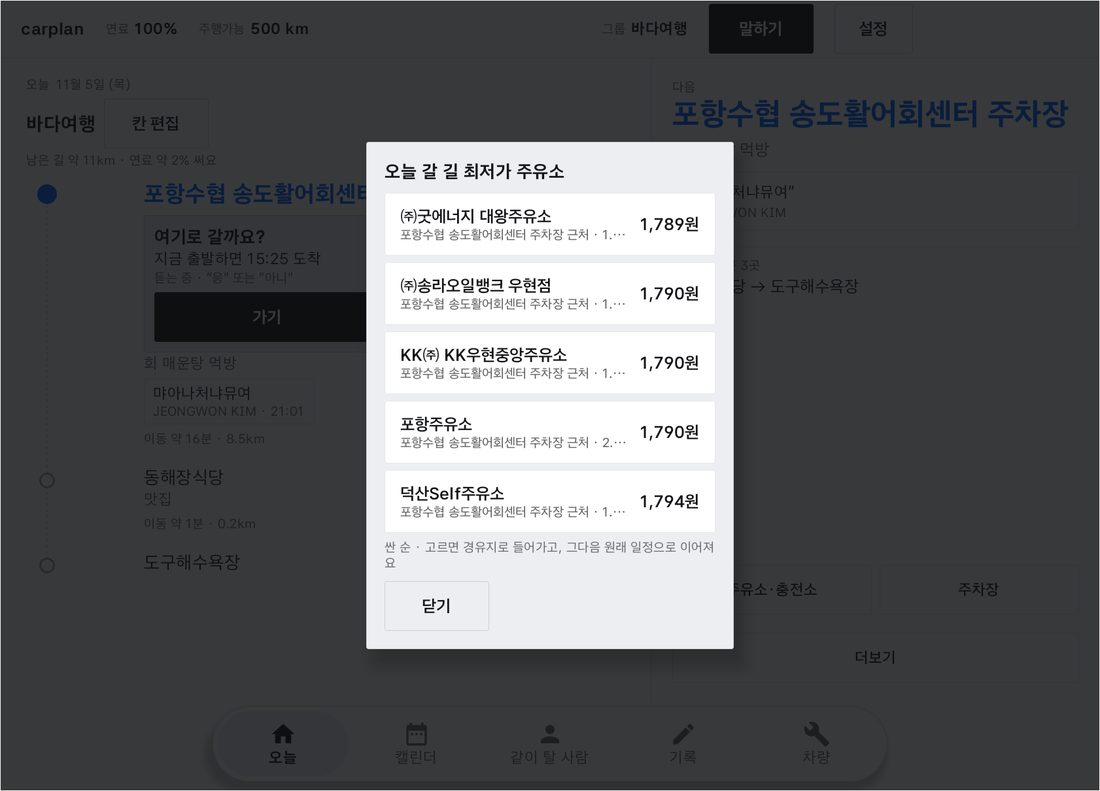 carplan 연료 100% 주행가능 500 km 그룹 바다여행 말하기 설정
오늘 11월 5일 (목)
바다여행 칸 편집
남은 길 약 11km · 연료 약 2% 써요
포항수협 송도활어회센터
여기로 갈까요?
지금 출발하면 15:25 도착
듣는 중 · "응" 또는 "아니"
가기
회 매운탕 먹방
먀아나처냐뮤여
JEONGWON KIM · 21:01
이동 약 16분 · 8.5km
동해장식당
맛집
이동 약 1분 · 0.2km
도구해수욕장
오늘 갈 길 최저가 주유소
㈜굿에너지 대왕주유소
포항수협 송도활어회센터 주차장 근처 · 1.…
1,789원
㈜송라오일뱅크 우현점
포항수협 송도활어회센터 주차장 근처 · 1.…
1,790원
KK㈜ KK우현중앙주유소
포항수협 송도활어회센터 주차장 근처 · 1.…
1,790원
포항주유소
포항수협 송도활어회센터 주차장 근처 · 2.…
1,790원
덕산Self주유소
포항수협 송도활어회센터 주차장 근처 · 1.…
1,794원
싼 순 · 고르면 경유지로 들어가고, 그다음 원래 일정으로 이어져
요
닫기
다음
포항수협 송도활어회센터 주차장
먹방
처냐뮤여"
WON KIM
3곳
당 → 도구해수욕장
주유소·충전소 주차장
더보기
오늘 캘린더 같이 탈 사람 기록 차량